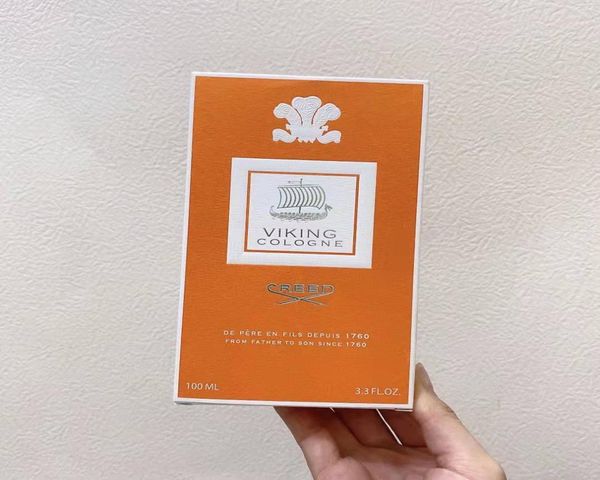 VIKING
COLOGNE
CREED
DE PÈRE EN FILS DEPUIS 1760
FROM FATHER TO SON SINCE 1760
100 ML
3.3 FL.OZ.